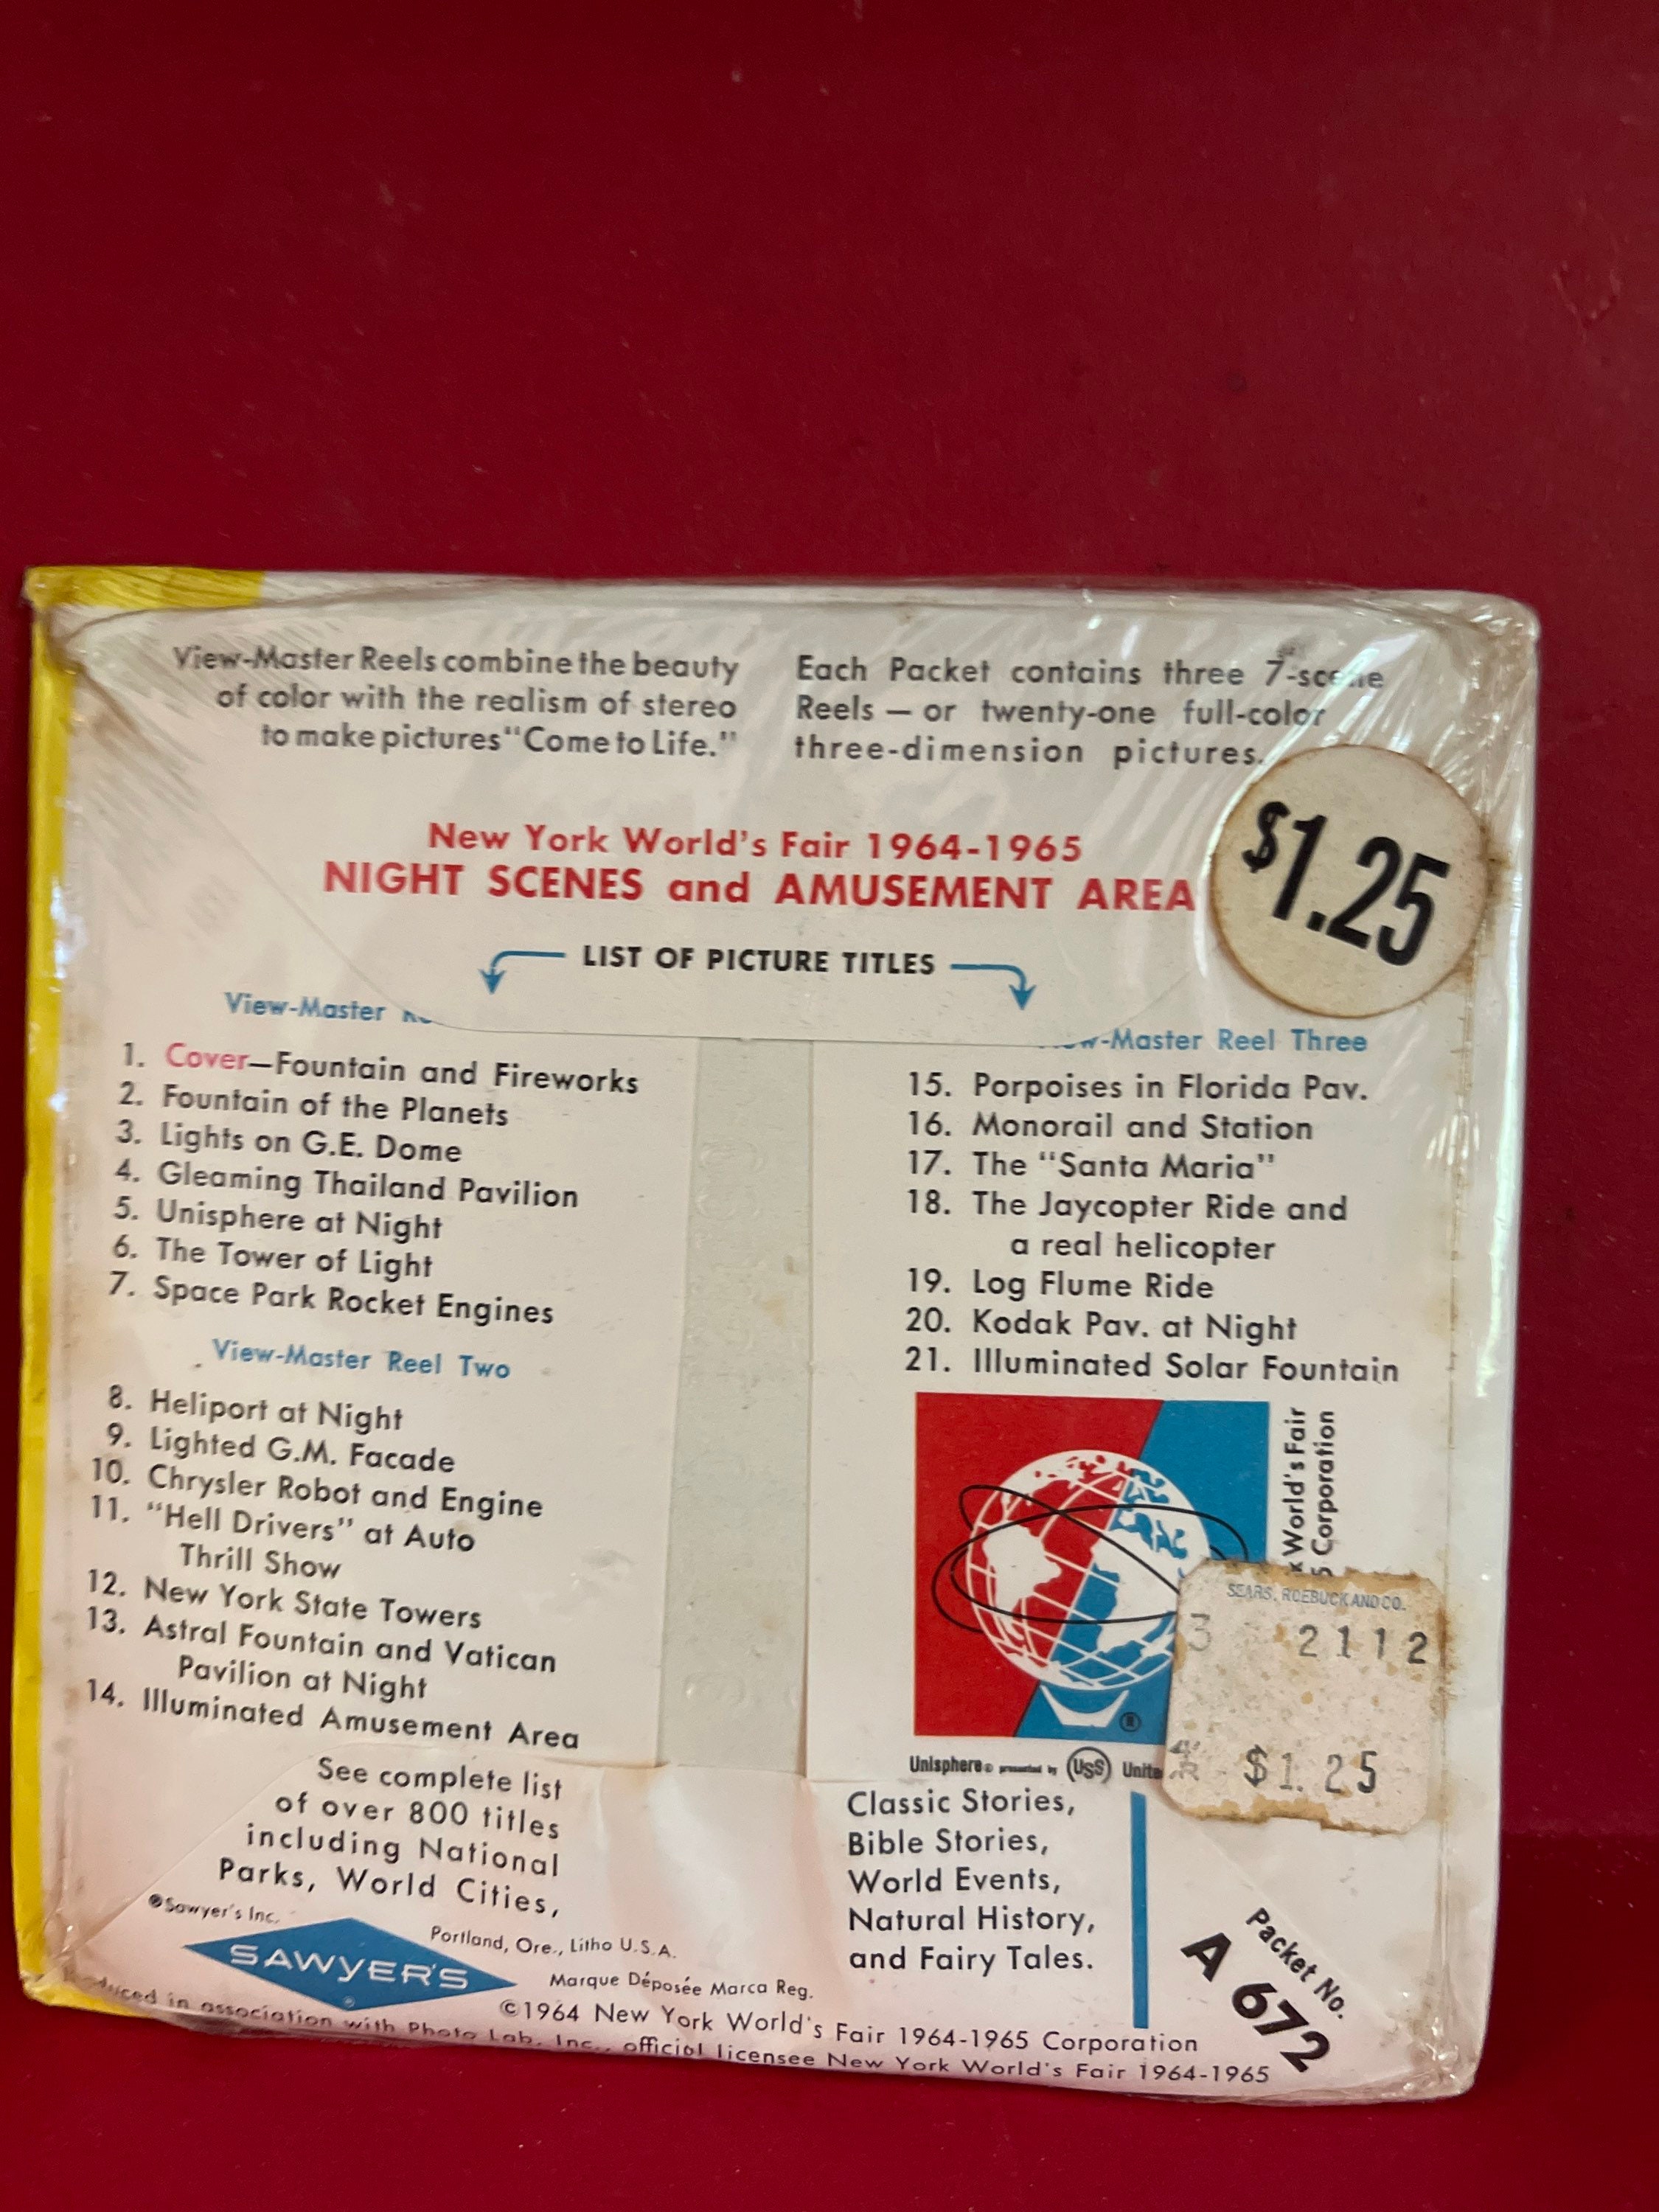 View-Master Reels combine the beauty
of color with the realism of stereo
to make pictures "Come to Life."
Each Packet contains three 7-scene
Reels — or twenty-one full-color
three-dimension pictures.
$1.25
New York World's Fair 1964-1965
NIGHT SCENES and AMUSEMENT AREA
LIST OF PICTURE TITLES
View-Master
1. Cover—Fountain and Fireworks
2. Fountain of the Planets
3. Lights on G.E. Dome
4. Gleaming Thailand Pavilion
5. Unisphere at Night
6. The Tower of Light
7. Space Park Rocket Engines
View-Master Reel Two
8. Heliport at Night
9. Lighted G.M. Facade
10. Chrysler Robot and Engine
11. "Hell Drivers" at Auto
Thrill Show
12. New York State Towers
13. Astral Fountain and Vatican
Pavilion at Night
14. Illuminated Amusement Area
-Master Reel Three
15. Porpoises in Florida Pav.
16. Monorail and Station
17. The "Santa Maria"
18. The Jaycopter Ride and
a real helicopter
19. Log Flume Ride
20. Kodak Pav. at Night
21. Illuminated Solar Fountain
World's Fair
Corporation
®
Unisphere® presented by USS
SEARS, ROEBUCK AND CO.
3 2112
$1.25
See complete list
of over 800 titles
including National
Parks, World Cities,
Classic Stories,
Bible Stories,
World Events,
Natural History,
and Fairy Tales.
®Sawyer's Inc.
SAWYER'S
®
Portland, Ore., Litho U.S.A.
Marque Déposée Marca Reg.
©1964 New York World's Fair 1964-1965 Corporation
in association with Photo Lab. Inc., official licensee New York World's Fair 1964-1965
Packet No.
A 672